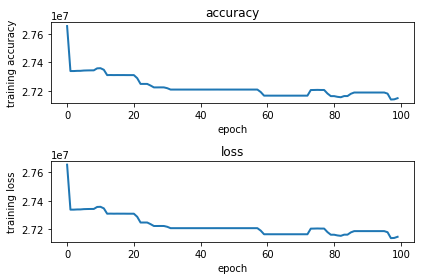 accuracy
1e7
training accuracy
2.76
2.74
2.72
0 20 40 60 80 100
epoch
loss
1e7
training loss
2.76
2.74
2.72
0 20 40 60 80 100
epoch